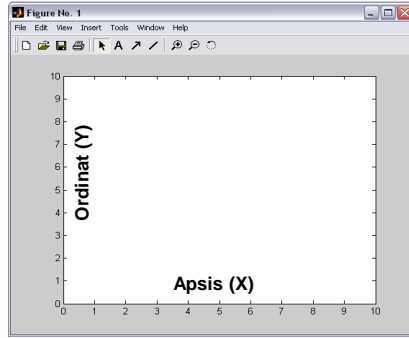 Figure No. 1
File Edit View Insert Tools Window Help
A
10
9
8
7
6
5
4
3
2
1
0
Ordinat (Y)
Apsis (X)
0 1 2 3 4 5 6 7 8 9 10